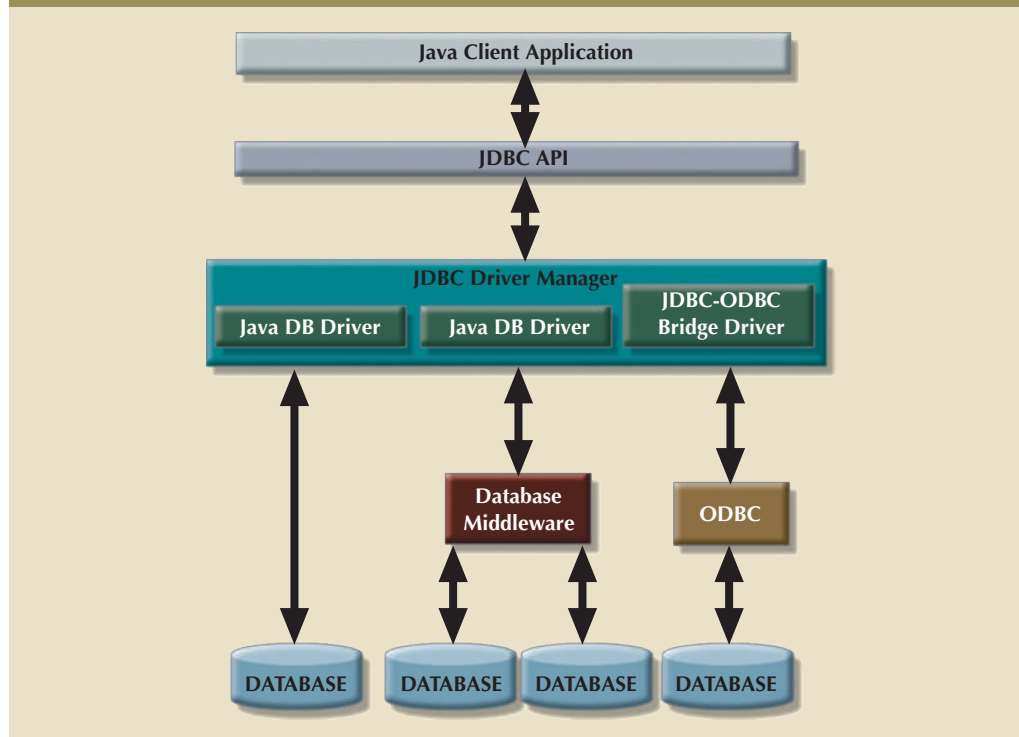 Java Client Application
JDBC API
JDBC Driver Manager
Java DB Driver
Java DB Driver
JDBC-ODBC
Bridge Driver
Database
Middleware
ODBC
DATABASE
DATABASE
DATABASE
DATABASE